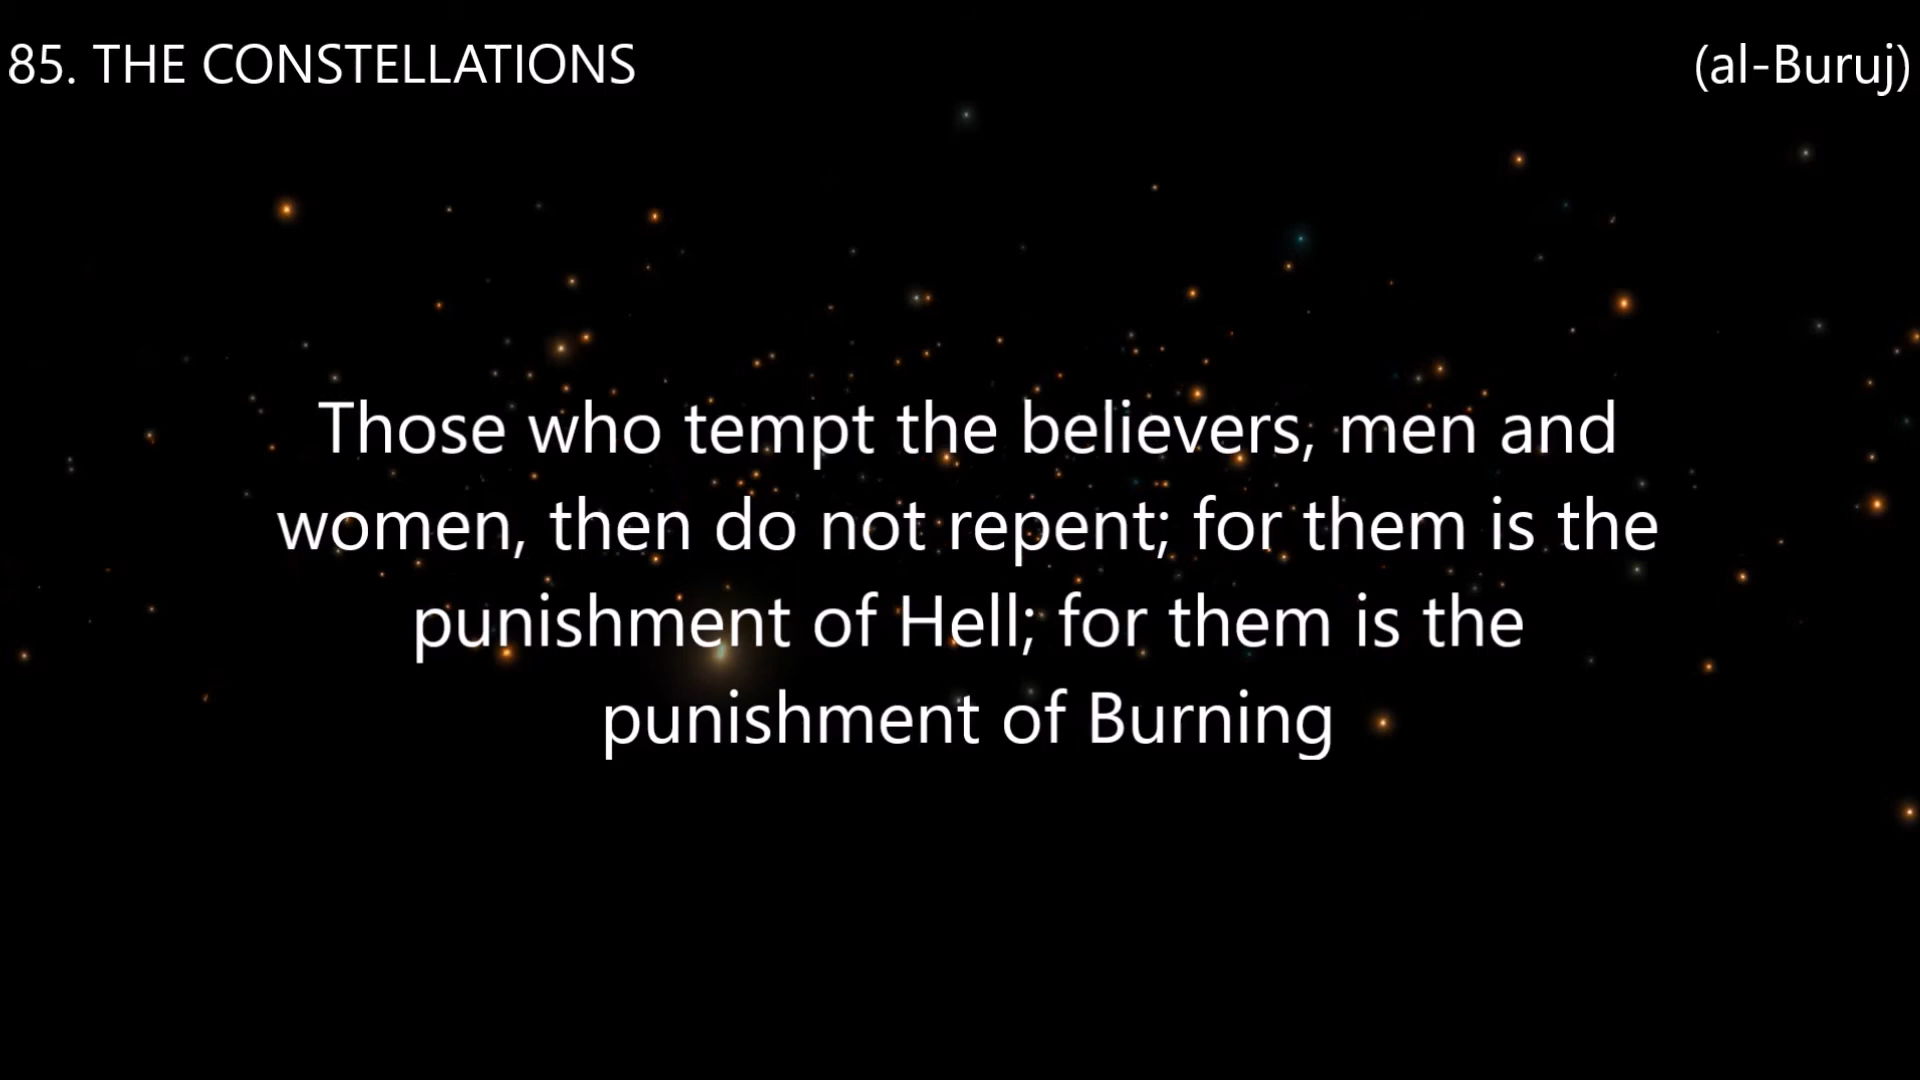 85. THE CONSTELLATIONS (al-Buruj)
Those who tempt the believers, men and
women, then do not repent; for them is the
punishment of Hell; for them is the
punishment of Burning